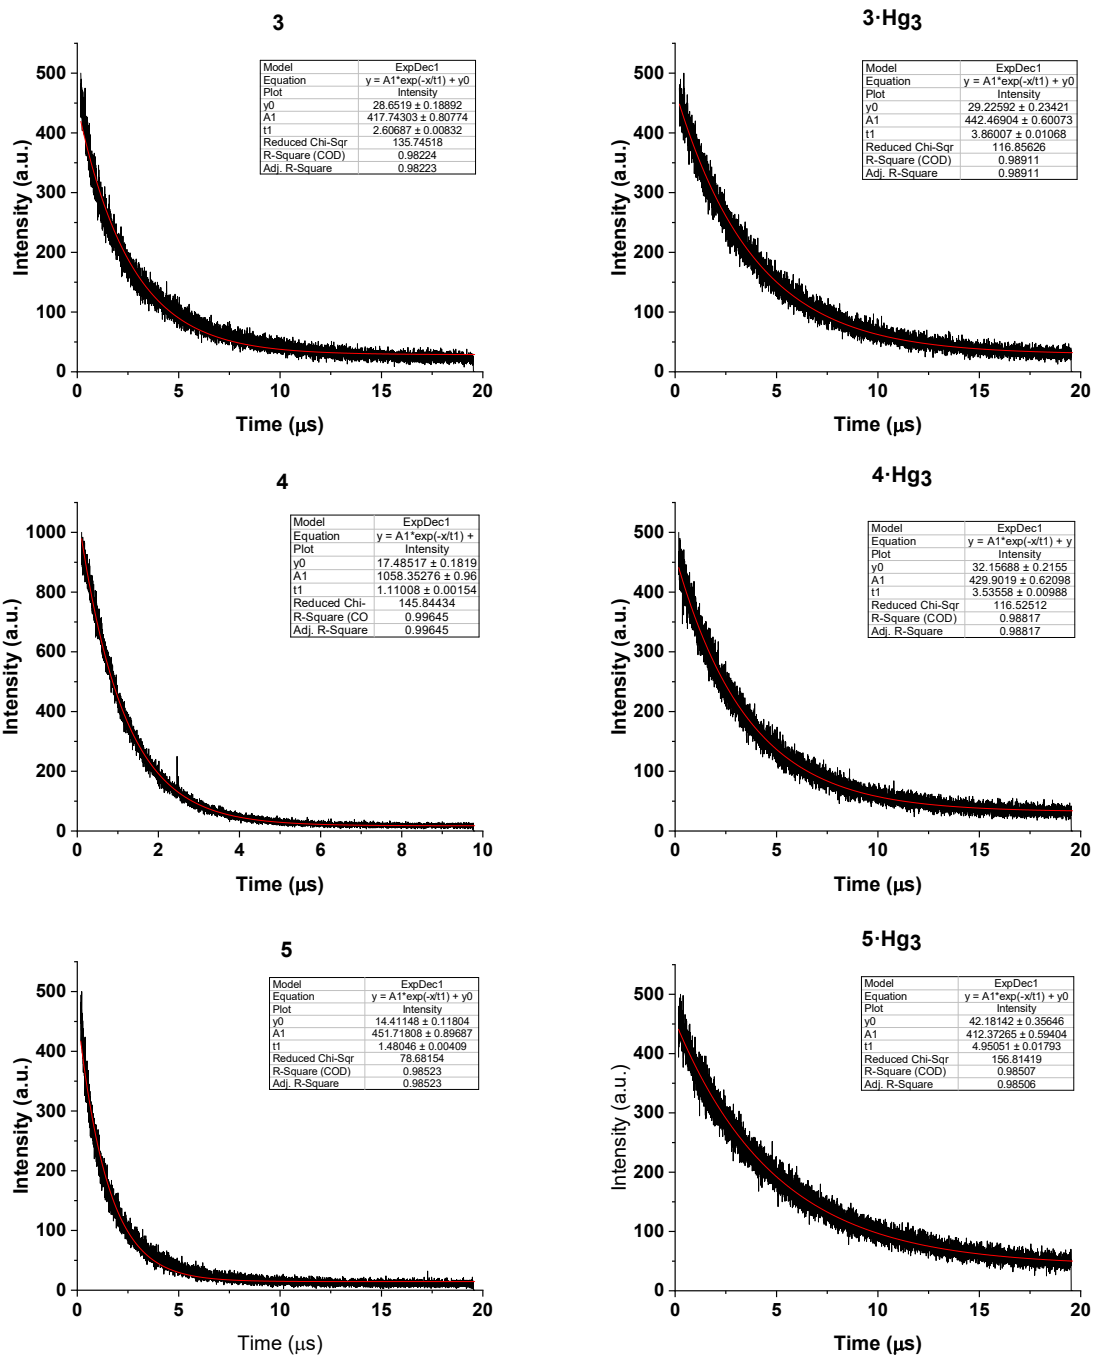 3
Model ExpDec1
Equation y = A1*exp(-x/t1) + y0
Plot Intensity
y0 28.6519 ± 0.18892
A1 417.74303 ± 0.80774
t1 2.60687 ± 0.00832
Reduced Chi-Sqr 135.74518
R-Square (COD) 0.98224
Adj. R-Square 0.98223
500
400
300
200
100
0
Intensity (a.u.)
0 5 10 15 20
Time (μs)
3·Hg3
Model ExpDec1
Equation y = A1*exp(-x/t1) + y0
Plot Intensity
y0 29.22592 ± 0.23421
A1 442.46904 ± 0.60073
t1 3.86007 ± 0.01068
Reduced Chi-Sqr 116.85626
R-Square (COD) 0.98911
Adj. R-Square 0.98911
500
400
300
200
100
0
Intensity (a.u.)
0 5 10 15 20
Time (μs)
4
Model ExpDec1
Equation y = A1*exp(-x/t1) +
Plot Intensity
y0 17.48517 ± 0.1819
A1 1058.35276 ± 0.96
t1 1.11008 ± 0.00154
Reduced Chi- 145.84434
R-Square (CO 0.99645
Adj. R-Square 0.99645
1000
800
600
400
200
0
Intensity (a.u.)
0 2 4 6 8 10
Time (μs)
4·Hg3
Model ExpDec1
Equation y = A1*exp(-x/t1) + y
Plot Intensity
y0 32.15688 ± 0.2155
A1 429.9019 ± 0.62098
t1 3.53558 ± 0.00988
Reduced Chi-Sqr 116.52512
R-Square (COD) 0.98817
Adj. R-Square 0.98817
500
400
300
200
100
0
Intensity (a.u.)
0 5 10 15 20
Time (μs)
5
Model ExpDec1
Equation y = A1*exp(-x/t1) + y0
Plot Intensity
y0 14.41148 ± 0.11804
A1 451.71808 ± 0.89687
t1 1.48046 ± 0.00409
Reduced Chi-Sqr 78.68154
R-Square (COD) 0.98523
Adj. R-Square 0.98523
500
400
300
200
100
0
Intensity (a.u.)
0 5 10 15 20
Time (μs)
5·Hg3
Model ExpDec1
Equation y = A1*exp(-x/t1) + y0
Plot Intensity
y0 42.18142 ± 0.35646
A1 412.37265 ± 0.59404
t1 4.95051 ± 0.01793
Reduced Chi-Sqr 156.81419
R-Square (COD) 0.98507
Adj. R-Square 0.98506
500
400
300
200
100
0
Intensity (a.u.)
0 5 10 15 20
Time (μs)